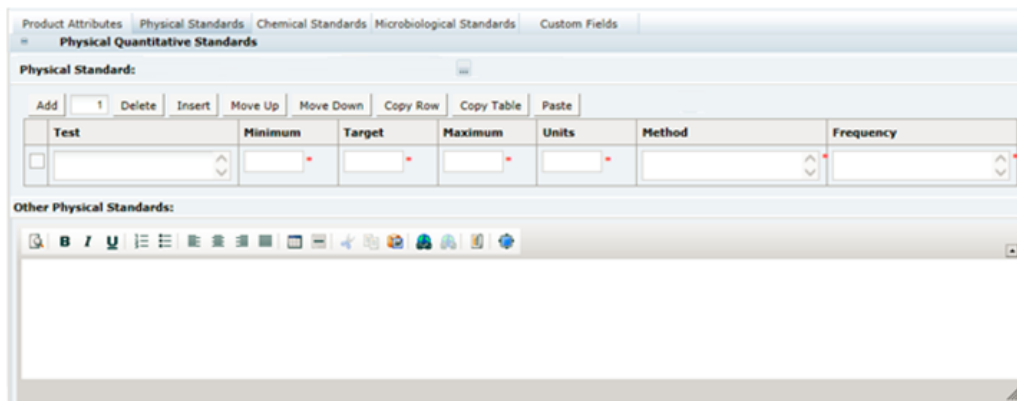 Product Attributes Physical Standards Chemical Standards Microbiological Standards Custom Fields
Physical Quantitative Standards
Physical Standard:
Add 1 Delete Insert Move Up Move Down Copy Row Copy Table Paste
Test Minimum Target Maximum Units Method Frequency
* * * * * *
Other Physical Standards:
B I U